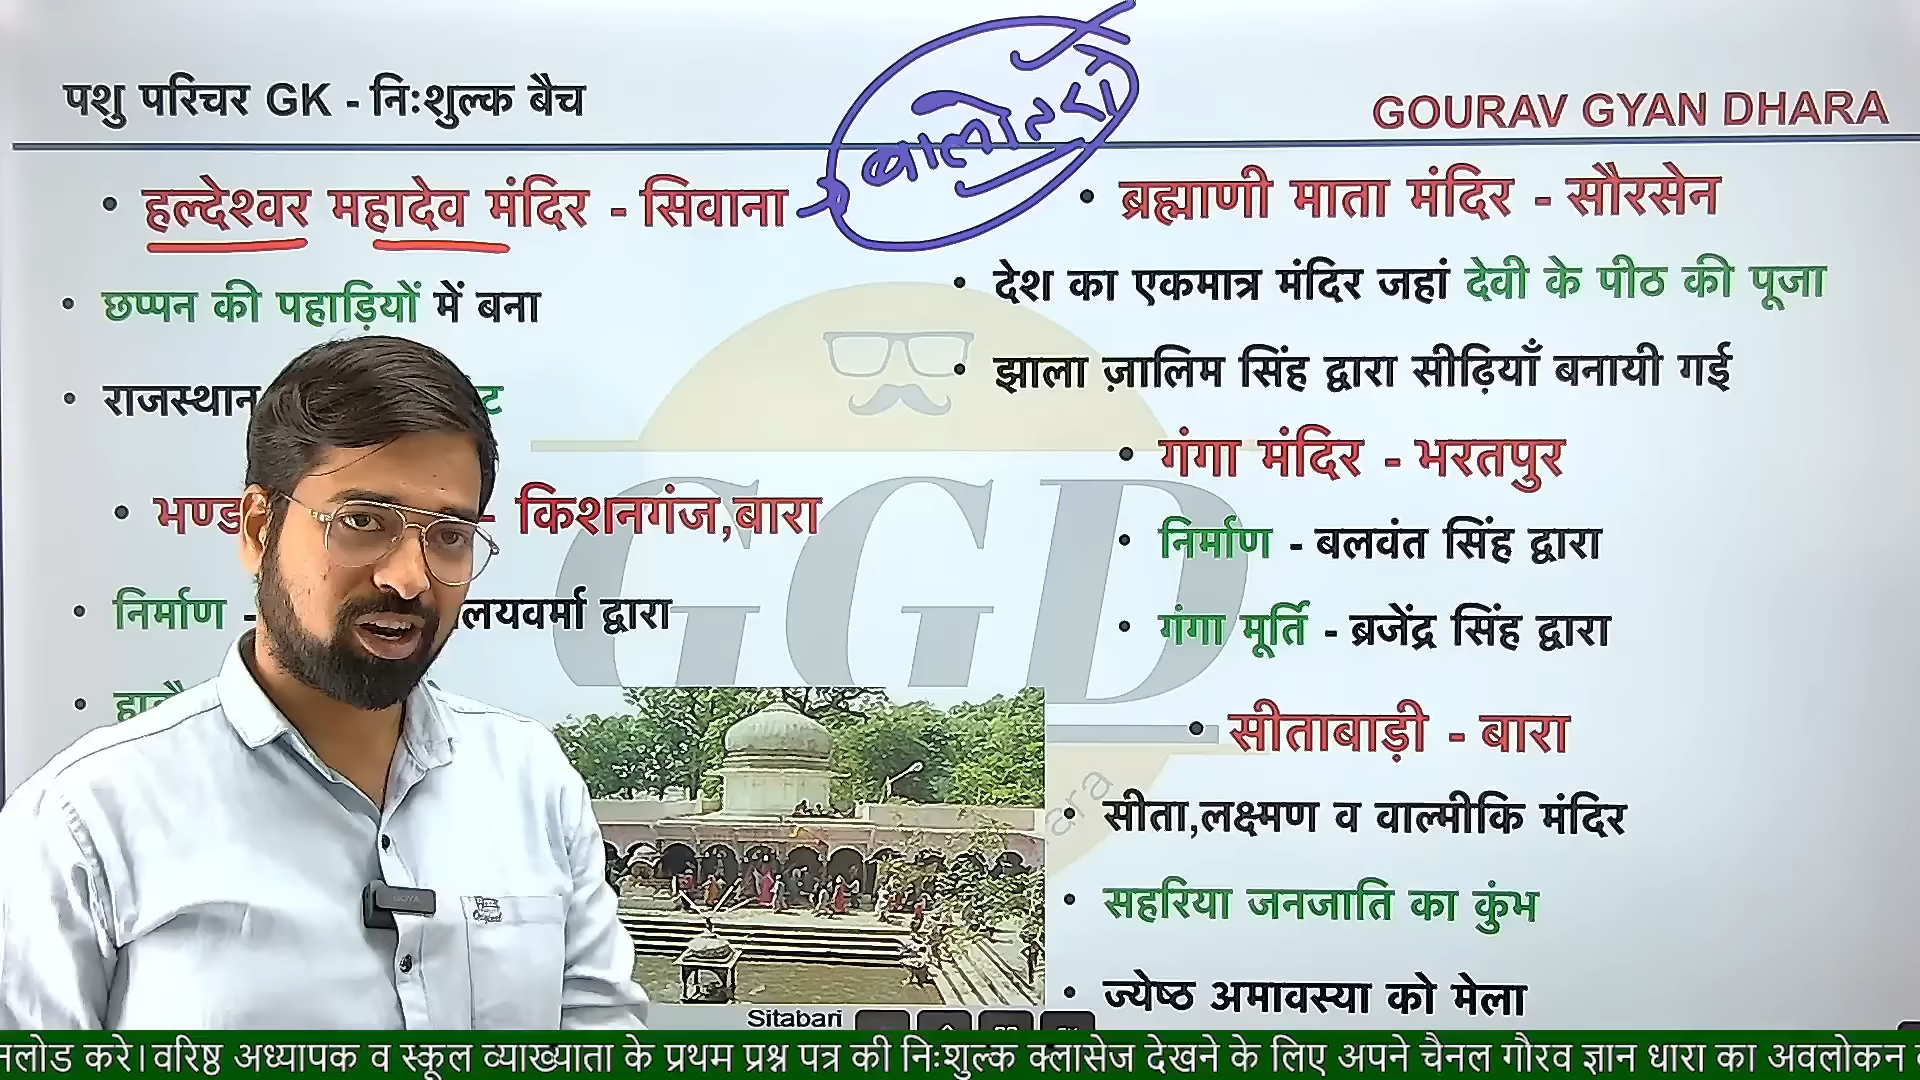 पशु परिचर GK - निःशुल्क बैच
बालोतरा
GOURAV GYAN DHARA
हल्देश्वर महादेव मंदिर - सिवाना
छप्पन की पहाड़ियों में बना
राजस्थान
किशनगंज,बारा
निर्माण -
द्वारा
ब्रह्माणी माता मंदिर - सौरसेन
देश का एकमात्र मंदिर जहां देवी के पीठ की पूजा
झाला ज़ालिम सिंह द्वारा सीढ़ियाँ बनायी गई
गंगा मंदिर - भरतपुर
निर्माण - बलवंत सिंह द्वारा
गंगा मूर्ति - ब्रजेंद्र सिंह द्वारा
सीताबाड़ी - बारा
सीता,लक्ष्मण व वाल्मीकि मंदिर
सहरिया जनजाति का कुंभ
ज्येष्ठ अमावस्या को मेला
GGD
Sitabari
GOYA
करे।वरिष्ठ अध्यापक व स्कूल व्याख्याता के प्रथम प्रश्न पत्र की निःशुल्क क्लासेज देखने के लिए अपने चैनल गौरव ज्ञान धारा का अवलोकन